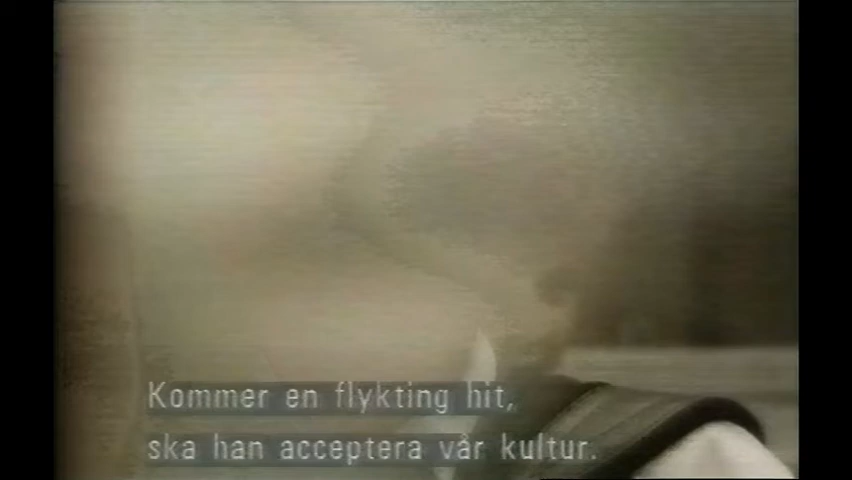 Kommer en flykting hit,
ska han acceptera vår kultur.